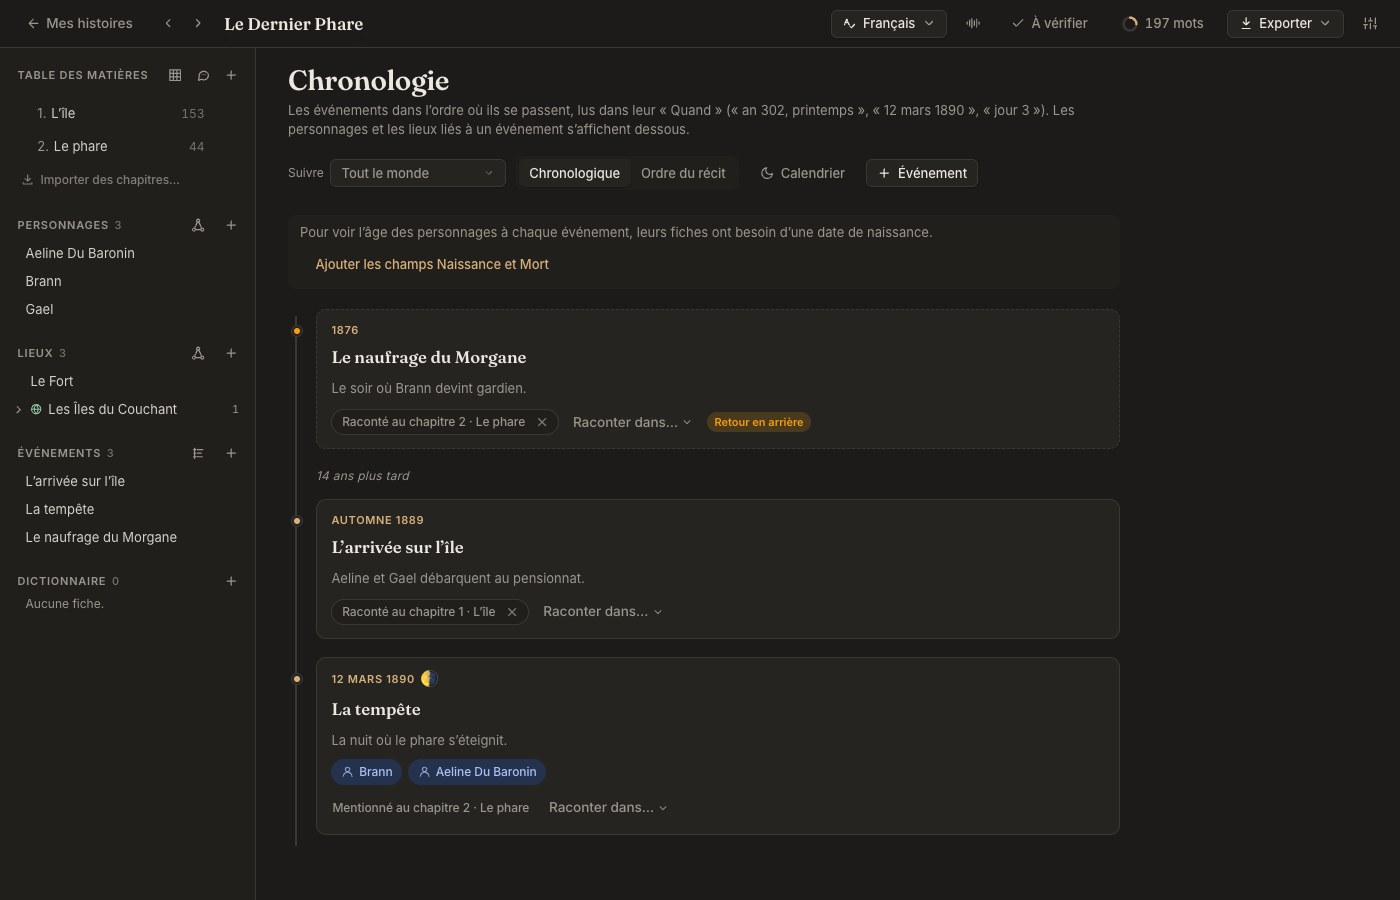 Mes histoires
Le Dernier Phare
Français
À vérifier
197 mots
Exporter
TABLE DES MATIÈRES
1. L’île 153
2. Le phare 44
Importer des chapitres…
PERSONNAGES 3
Aeline Du Baronin
Brann
Gael
LIEUX 3
Le Fort
Les Îles du Couchant 1
ÉVÉNEMENTS 3
L’arrivée sur l’île
La tempête
Le naufrage du Morgane
DICTIONNAIRE 0
Aucune fiche.
Chronologie
Les événements dans l’ordre où ils se passent, lus dans leur « Quand » (« an 302, printemps », « 12 mars 1890 », « jour 3 »). Les
personnages et les lieux liés à un événement s’affichent dessous.
Suivre Tout le monde Chronologique Ordre du récit Calendrier Événement
Pour voir l’âge des personnages à chaque événement, leurs fiches ont besoin d’une date de naissance.
Ajouter les champs Naissance et Mort
1876
Le naufrage du Morgane
Le soir où Brann devint gardien.
Raconté au chapitre 2 · Le phare Raconter dans… Retour en arrière
14 ans plus tard
AUTOMNE 1889
L’arrivée sur l’île
Aeline et Gael débarquent au pensionnat.
Raconté au chapitre 1 · L’île Raconter dans…
12 MARS 1890
La tempête
La nuit où le phare s’éteignit.
Brann Aeline Du Baronin
Mentionné au chapitre 2 · Le phare Raconter dans…